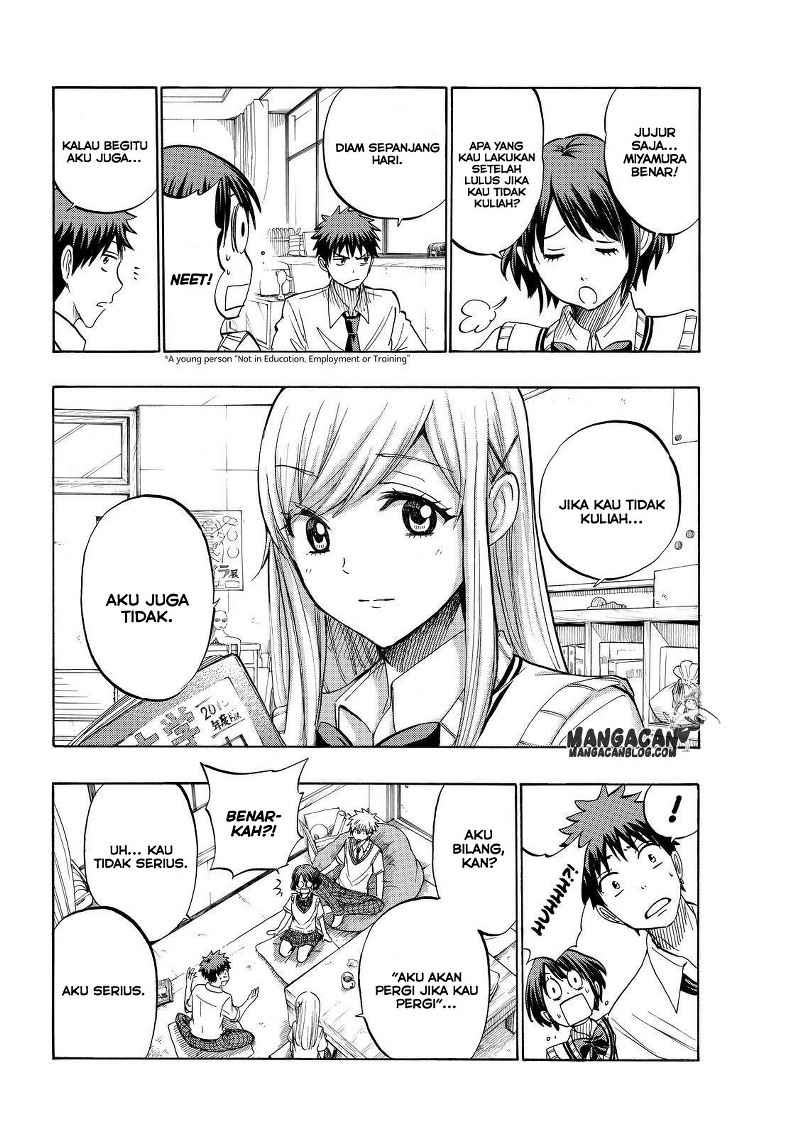 JUJUR
SAJA...
MIYAMURA
BENAR!
APA YANG
KAU LAKUKAN
SETELAH
LULUS JIKA
KAU TIDAK
KULIAH?
DIAM SEPANJANG
HARI.
NEET!
*A young person "Not in Education, Employment or Training"
KALAU BEGITU
AKU JUGA...
JIKA KAU TIDAK
KULIAH...
AKU JUGA
TIDAK.
2015
年度
MANGACAN
MANGACANBLOG.COM
!
HUHHH?!
AKU
BILANG,
KAN?
"AKU AKAN
PERGI JIKA KAU
PERGI"...
BENAR-
KAH?!
UH... KAU
TIDAK SERIUS.
AKU SERIUS.